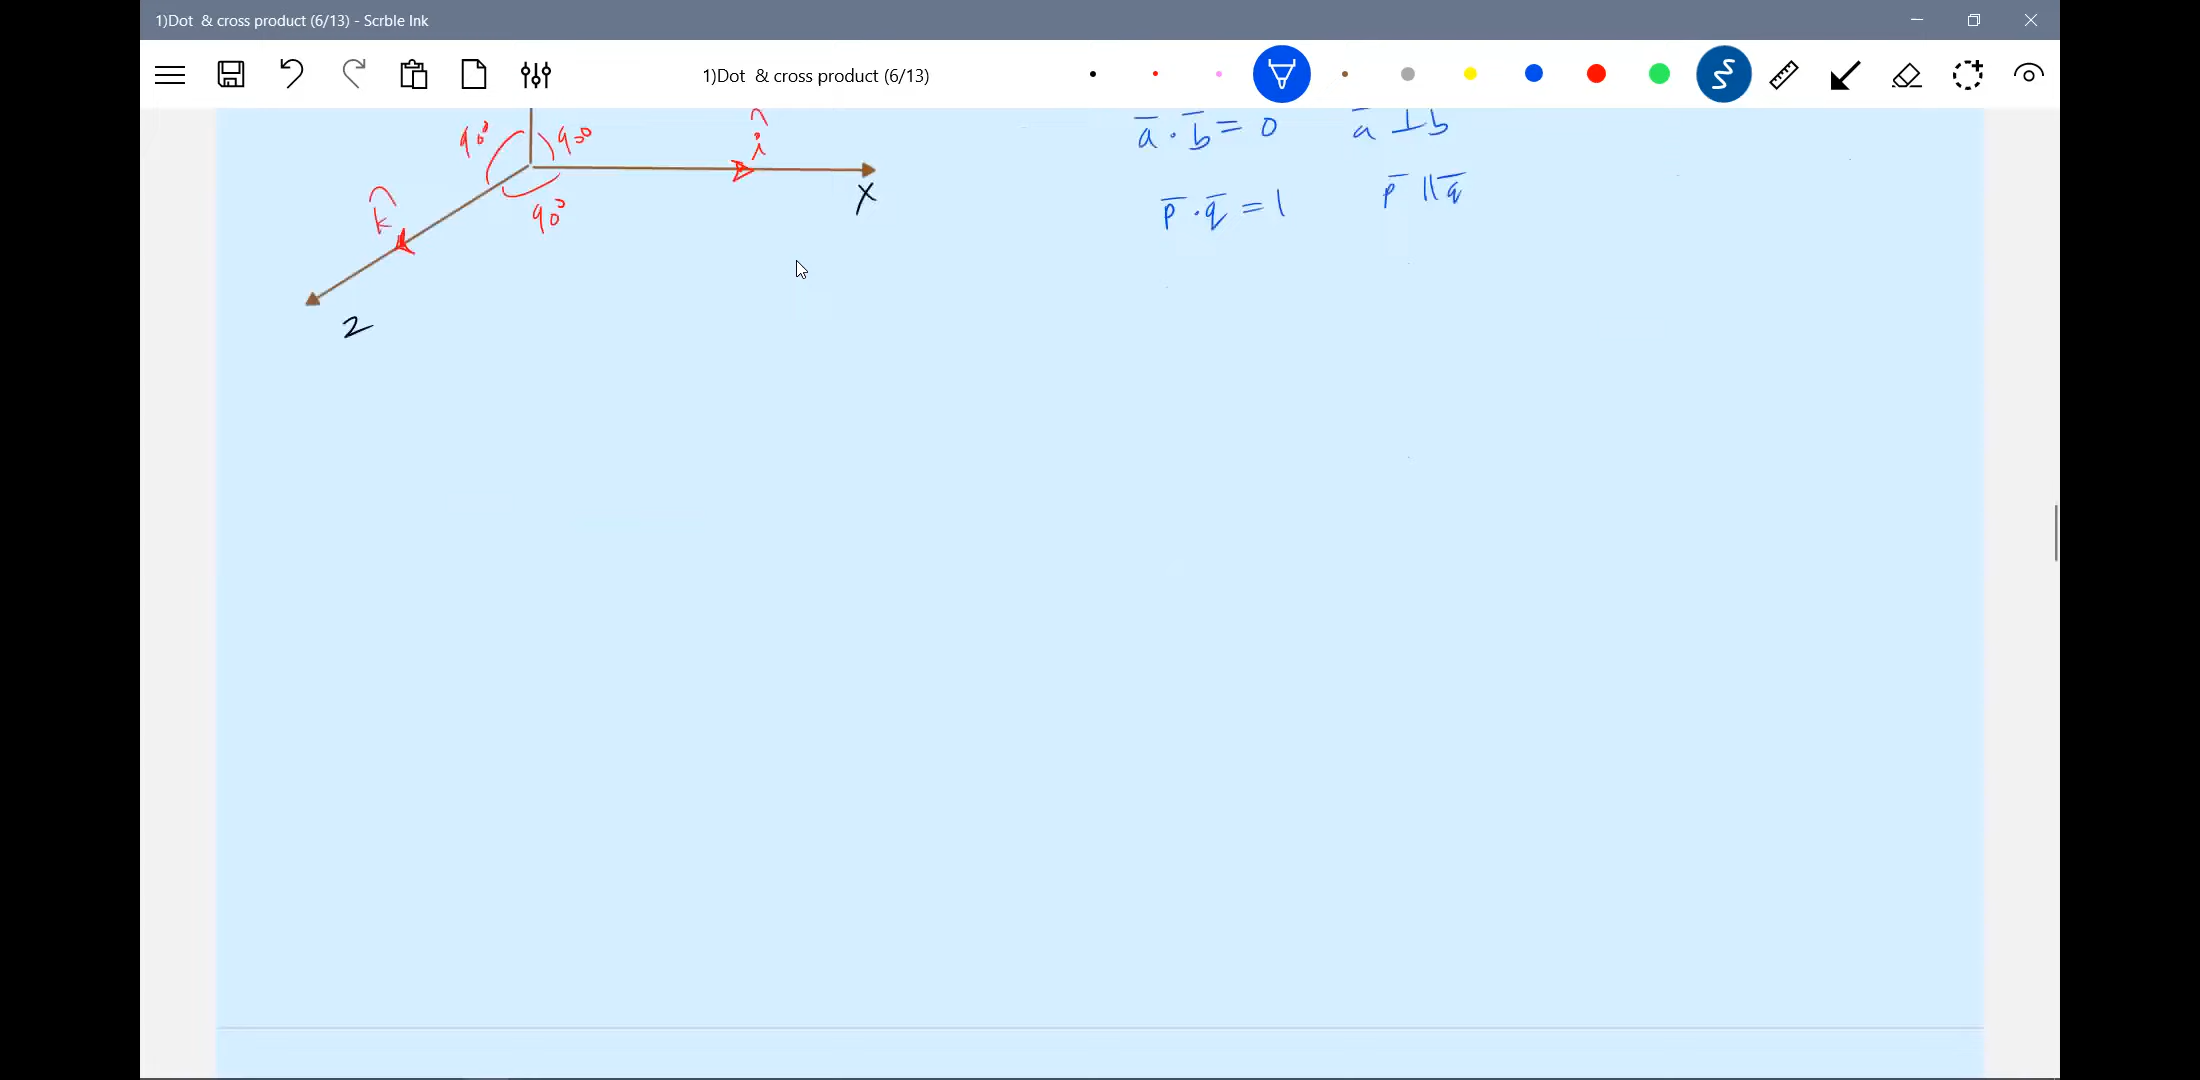 1)Dot & cross product (6/13) - Scrble Ink
1)Dot & cross product (6/13)
90° 90° î
k̂ 90° X
Z
a̅ · b̅ = 0 a̅ ⊥ b
p̅ · q̅ = 1 p̅ || q̅